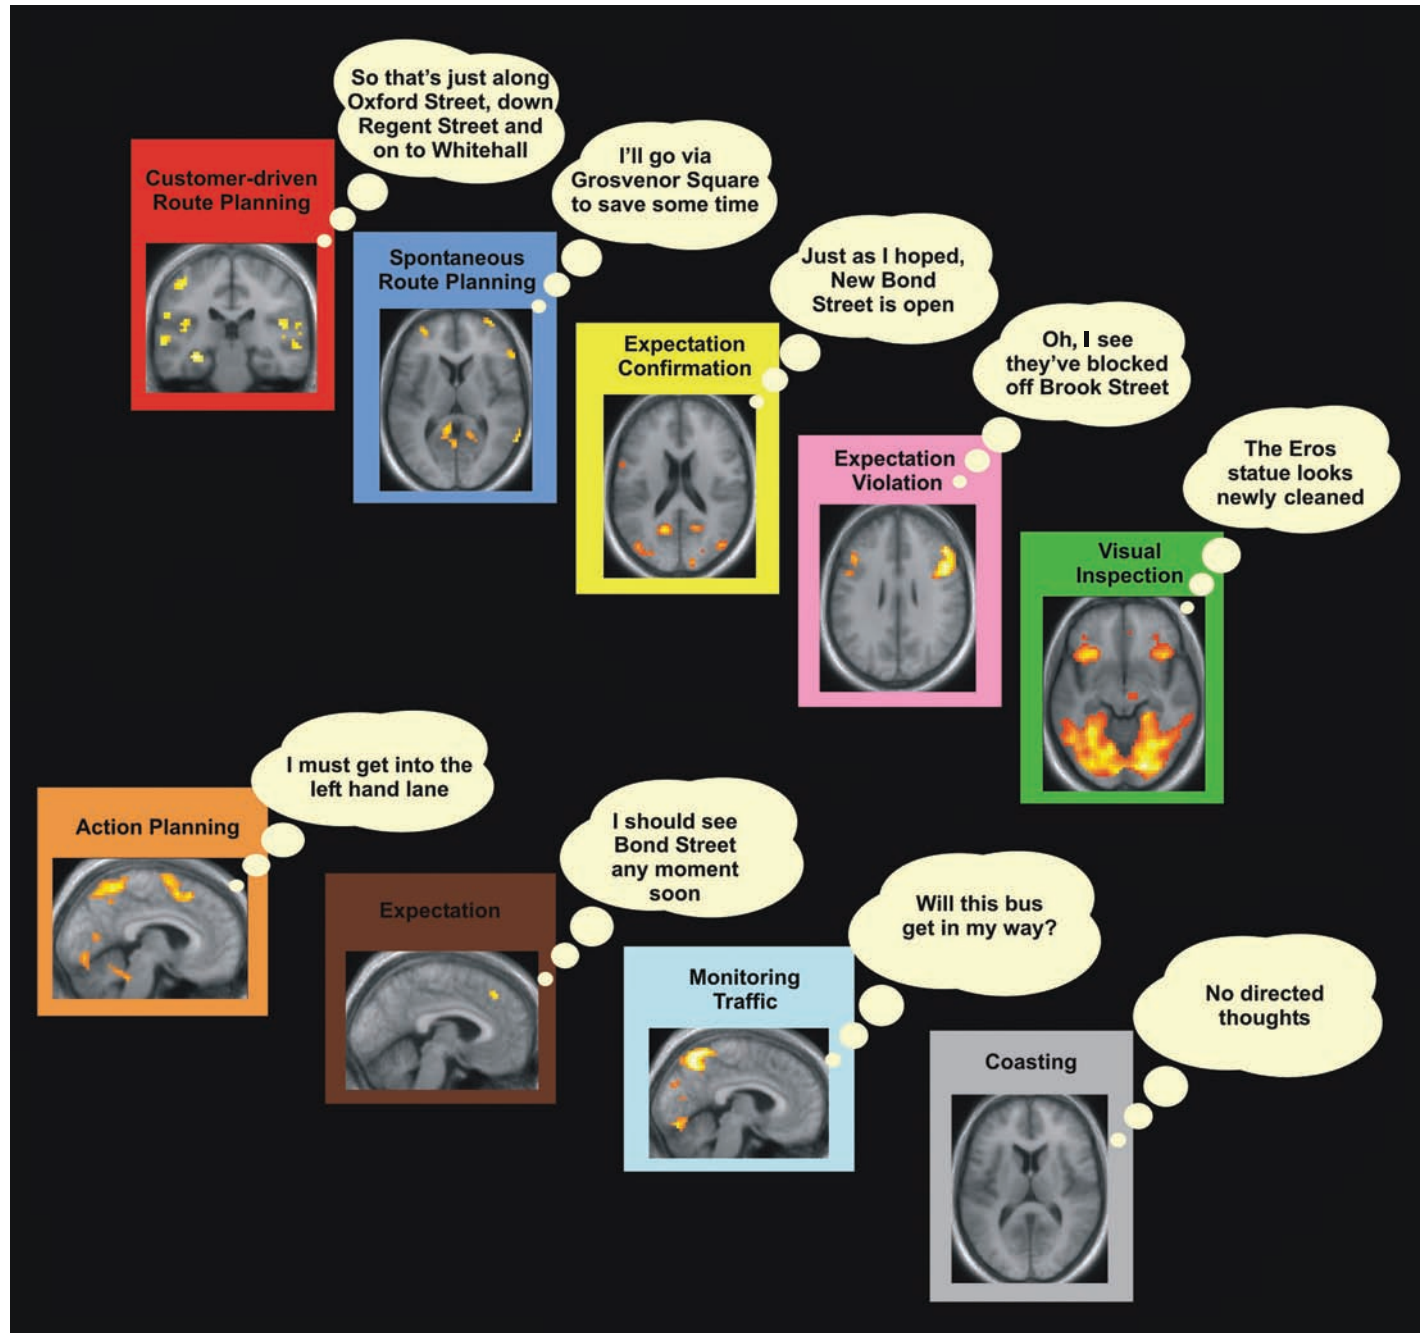 So that's just along
Oxford Street, down
Regent Street and
on to Whitehall
Customer-driven
Route Planning
I'll go via
Grosvenor Square
to save some time
Spontaneous
Route Planning
Just as I hoped,
New Bond
Street is open
Expectation
Confirmation
Oh, I see
they've blocked
off Brook Street
Expectation
Violation
The Eros
statue looks
newly cleaned
Visual
Inspection
I must get into the
left hand lane
Action Planning
I should see
Bond Street
any moment
soon
Expectation
Will this bus
get in my way?
Monitoring
Traffic
No directed
thoughts
Coasting